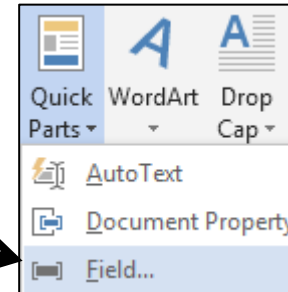 Quick Parts
WordArt
Drop Cap
AutoText
Document Property
Field...